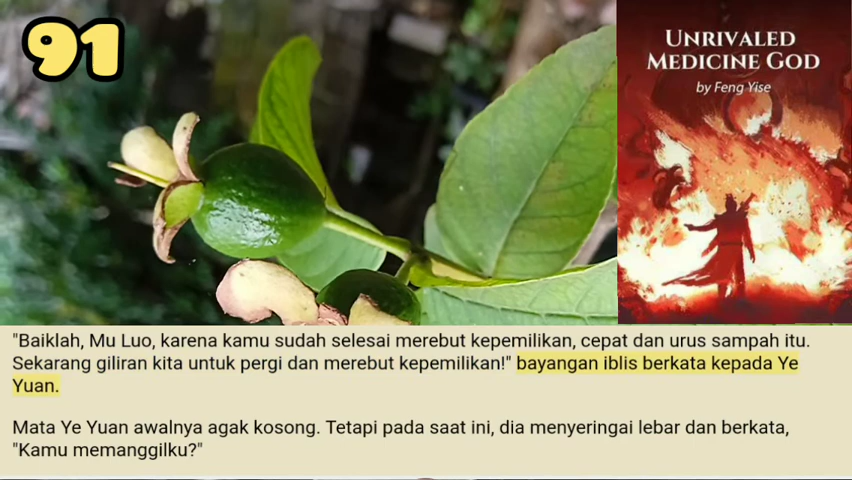 91
UNRIVALED
MEDICINE GOD
by Feng Yise
"Baiklah, Mu Luo, karena kamu sudah selesai merebut kepemilikan, cepat dan urus sampah itu.
Sekarang giliran kita untuk pergi dan merebut kepemilikan!" bayangan iblis berkata kepada Ye
Yuan.
Mata Ye Yuan awalnya agak kosong. Tetapi pada saat ini, dia menyeringai lebar dan berkata,
"Kamu memanggilku?"